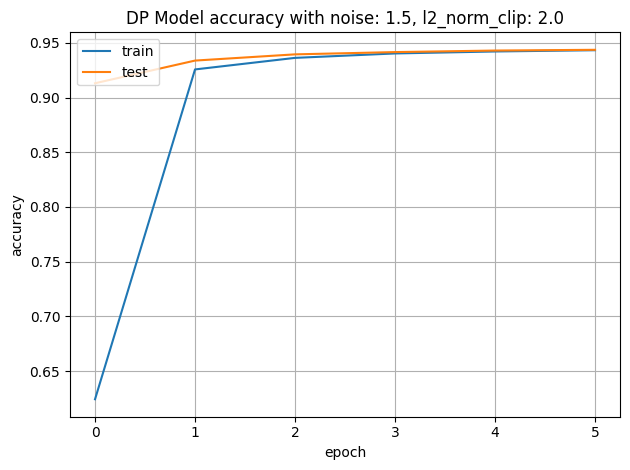 DP Model accuracy with noise: 1.5, l2_norm_clip: 2.0
train
test
0.95
0.90
0.85
0.80
0.75
0.70
0.65
accuracy
0 1 2 3 4 5
epoch